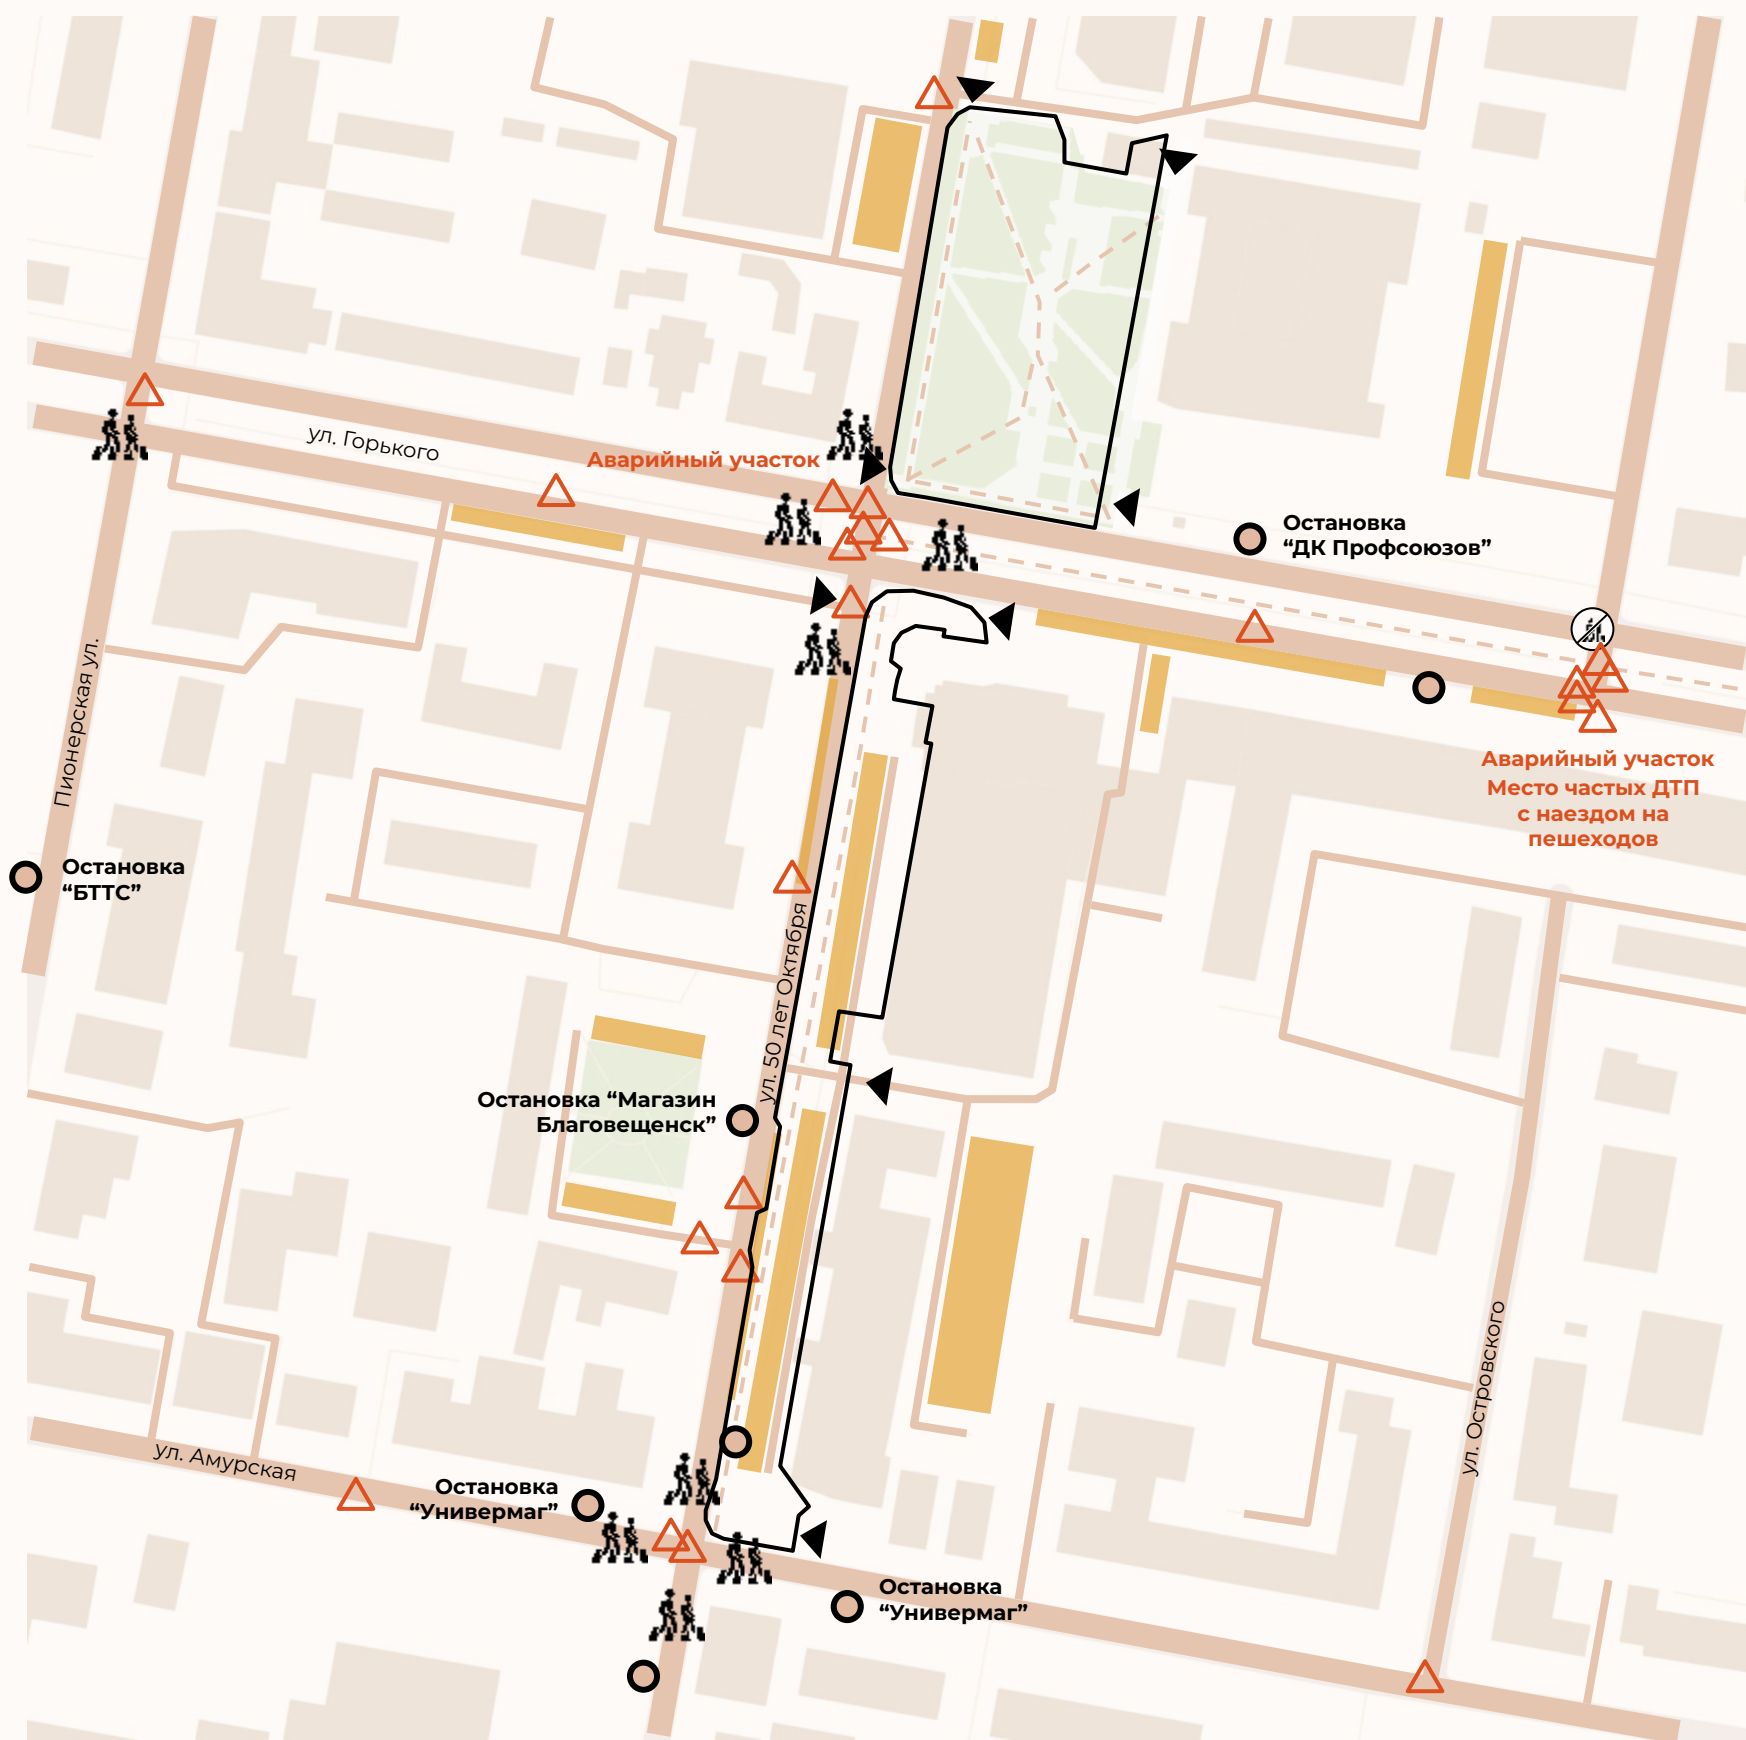 ул. Горького
Аварийный участок
Остановка
“ДК Профсоюзов”
Пионерская ул.
Аварийный участок
Место частых ДТП
с наездом на
пешеходов
Остановка
“БТТС”
ул. 50 лет Октября
Остановка “Магазин
Благовещенск”
ул. Островского
ул. Амурская
Остановка
“Универмаг”
Остановка
“Универмаг”